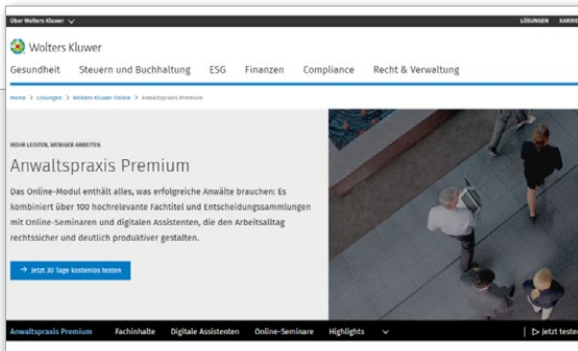 Über Wolters Kluwer
LÖSUNGEN
Wolters Kluwer
Gesundheit Steuern und Buchhaltung ESG Finanzen Compliance Recht & Verwaltung
Home > Lösungen > Wolters Kluwer Online > Anwaltspraxis Premium
MEHR LEISTEN, WENIGER ARBEITEN
Anwaltspraxis Premium
Das Online-Modul enthält alles, was erfolgreiche Anwälte brauchen: Es
kombiniert über 100 hochrelevante Fachtitel und Entscheidungssammlungen
mit Online-Seminaren und digitalen Assistenten, die den Arbeitsalltag
rechtssicher und deutlich produktiver gestalten.
→ Jetzt 30 Tage kostenlos testen
Anwaltspraxis Premium Fachinhalte Digitale Assistenten Online-Seminare Highlights Jetzt teste